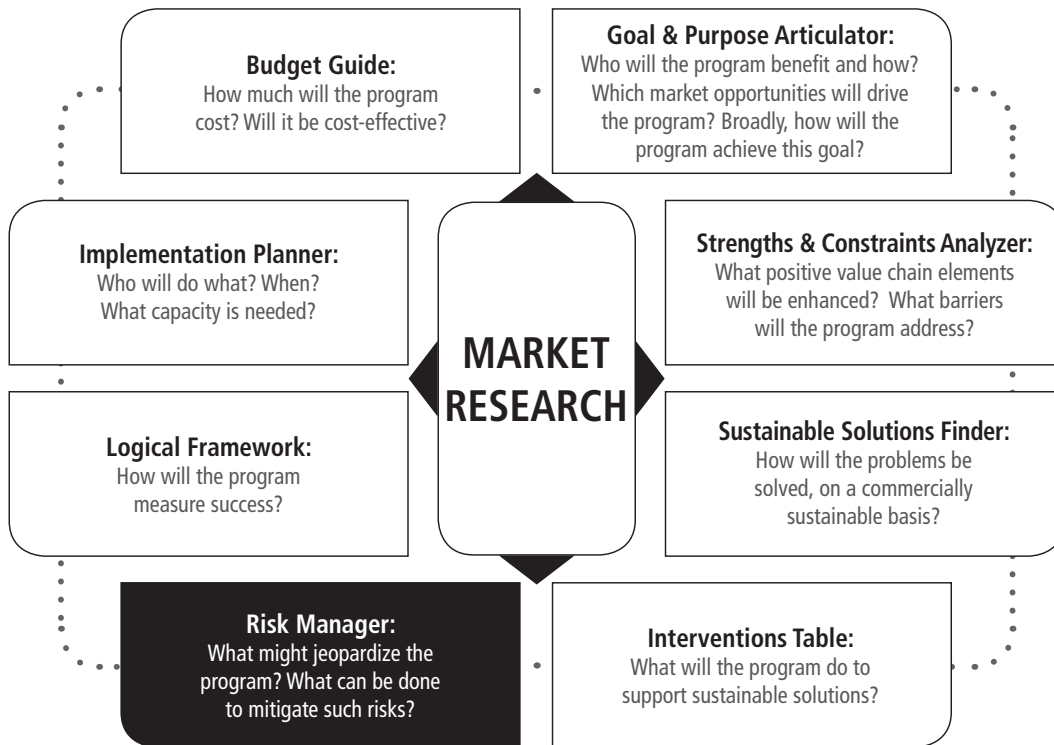 Budget Guide:
How much will the program
cost? Will it be cost-effective?
Goal & Purpose Articulator:
Who will the program benefit and how?
Which market opportunities will drive
the program? Broadly, how will the
program achieve this goal?
Implementation Planner:
Who will do what? When?
What capacity is needed?
MARKET
RESEARCH
Strengths & Constraints Analyzer:
What positive value chain elements
will be enhanced? What barriers
will the program address?
Logical Framework:
How will the program
measure success?
Sustainable Solutions Finder:
How will the problems be
solved, on a commercially
sustainable basis?
Risk Manager:
What might jeopardize the
program? What can be done
to mitigate such risks?
Interventions Table:
What will the program do to
support sustainable solutions?